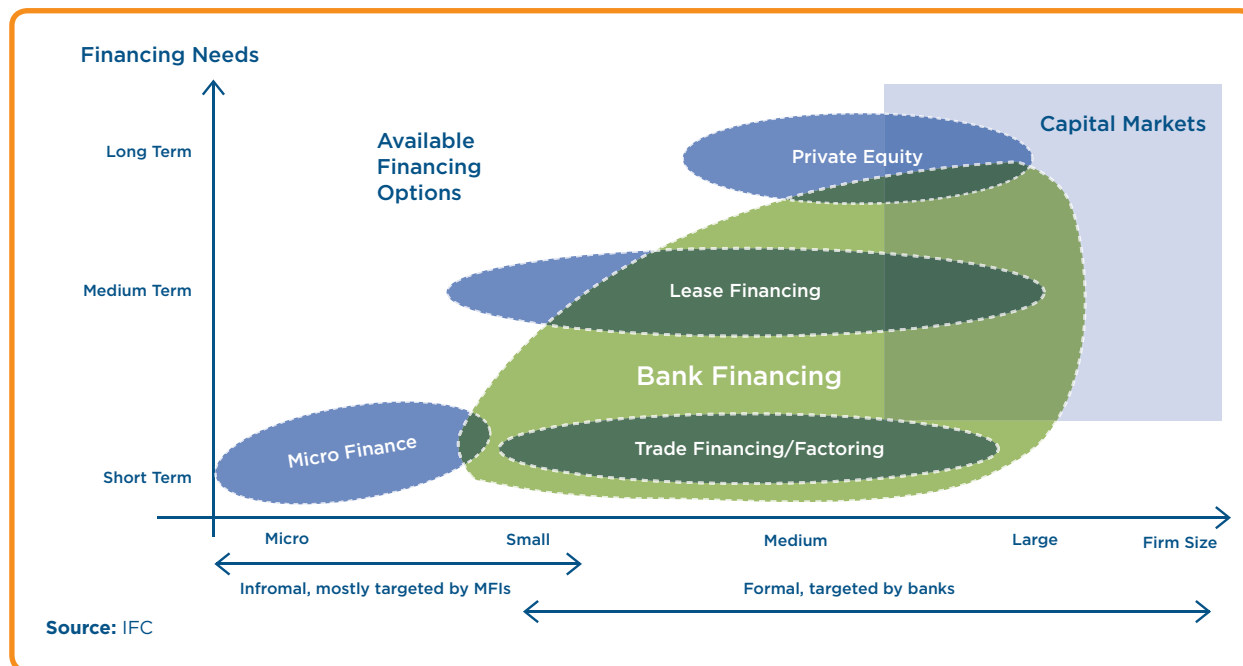 Financing Needs
Available
Financing
Options
Capital Markets
Long Term
Private Equity
Medium Term
Lease Financing
Bank Financing
Micro Finance
Trade Financing/Factoring
Short Term
Micro
Small
Medium
Large
Firm Size
Infromal, mostly targeted by MFIs
Formal, targeted by banks
Source: IFC